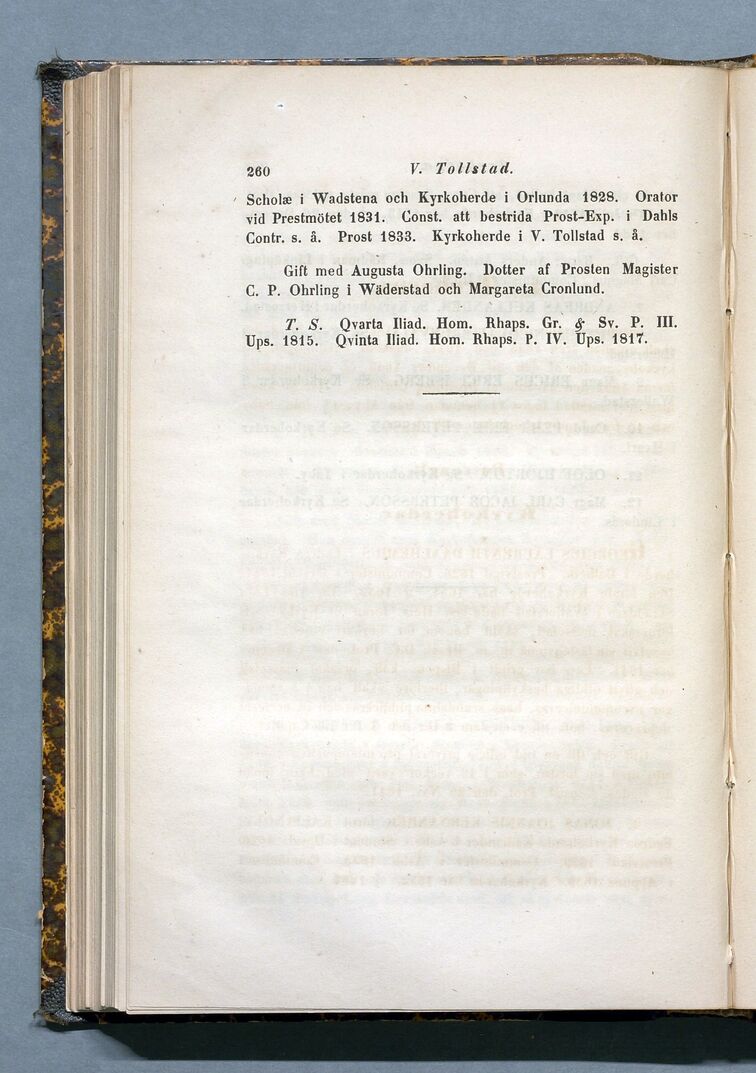 260 V. Tollstad.
Scholæ i Wadstena och Kyrkoherde i Orlunda 1828. Orator
vid Prestmötet 1831. Const. att bestrida Prost-Exp. i Dahls
Contr. s. å. Prost 1833. Kyrkoherde i V. Tollstad s. å.
Gift med Augusta Ohrling. Dotter af Prosten Magister
C. P. Ohrling i Wäderstad och Margareta Cronlund.
T. S. Qvarta Iliad. Hom. Rhaps. Gr. & Sv. P. III.
Ups. 1815. Qvinta Iliad. Hom. Rhaps. P. IV. Ups. 1817.